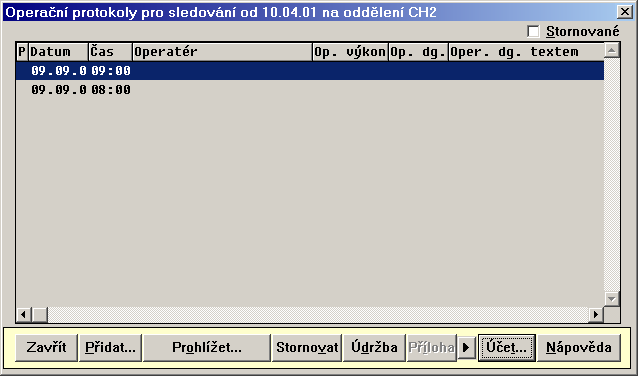 Operační protokoly pro sledování od 10.04.01 na oddělení CH2
Stornované
P Datum Čas Operatér Op. výkon Op. dg. Oper. dg. textem
09.09.0 09:00
09.09.0 08:00
Zavřít Přidat... Prohlížet... Stornovat Údržba Příloha Účet... Nápověda